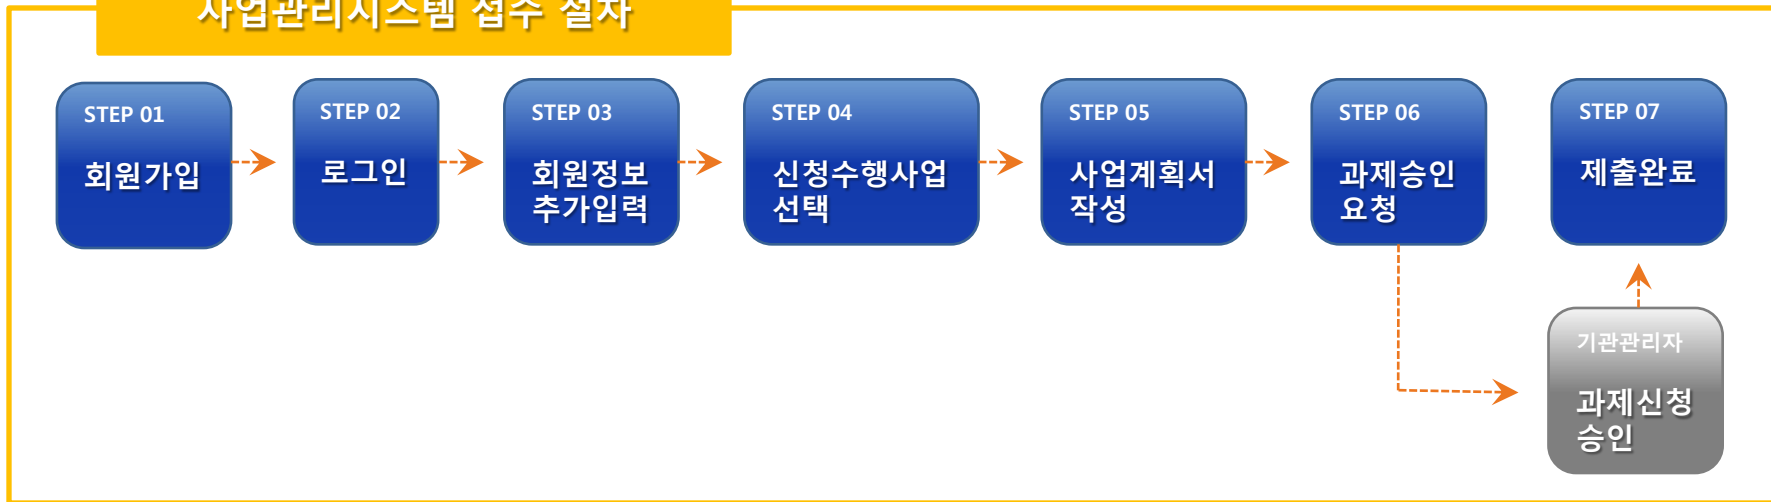 사업관리시스템 접수 절차
STEP 01
회원가입
STEP 02
로그인
STEP 03
회원정보
추가입력
STEP 04
신청수행사업
선택
STEP 05
사업계획서
작성
STEP 06
과제승인
요청
STEP 07
제출완료
기관관리자
과제신청
승인